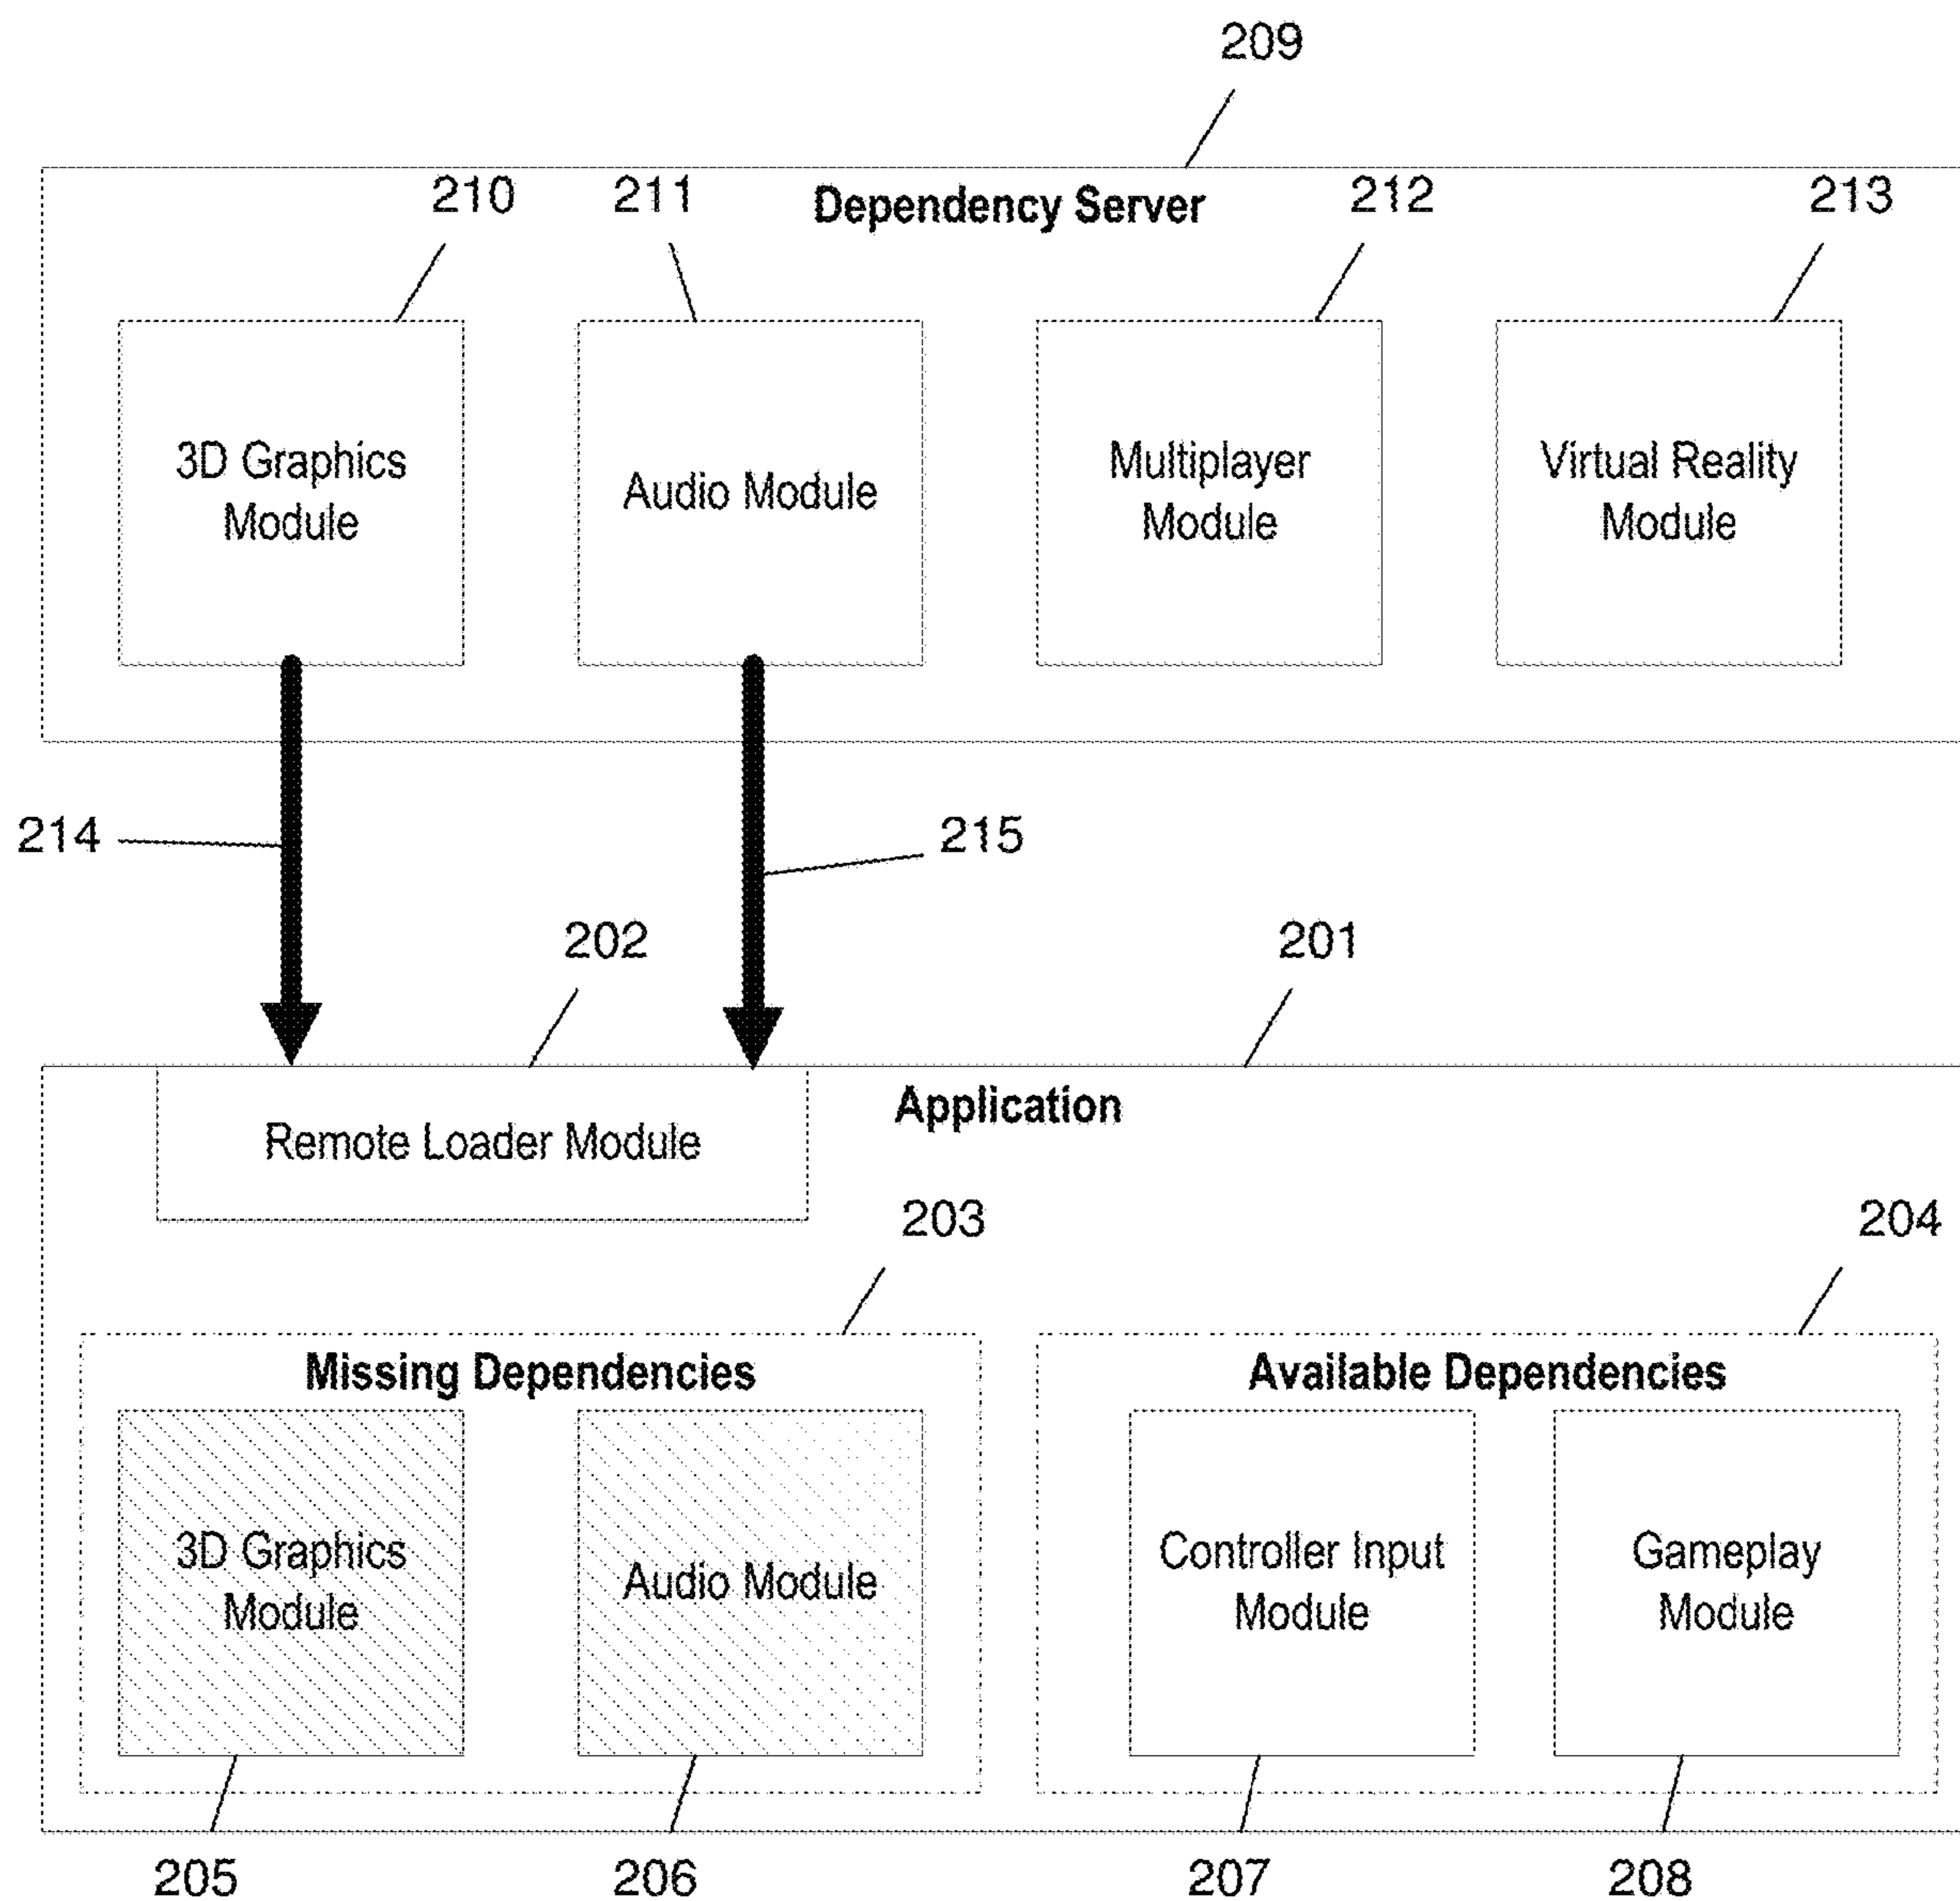 209
210
211
Dependency Server
212
213
3D Graphics
Module
Audio Module
Multiplayer
Module
Virtual Reality
Module
214
215
202
201
Application
Remote Loader Module
203
204
Missing Dependencies
Available Dependencies
3D Graphics
Module
Audio Module
Controller Input
Module
Gameplay
Module
205
206
207
208